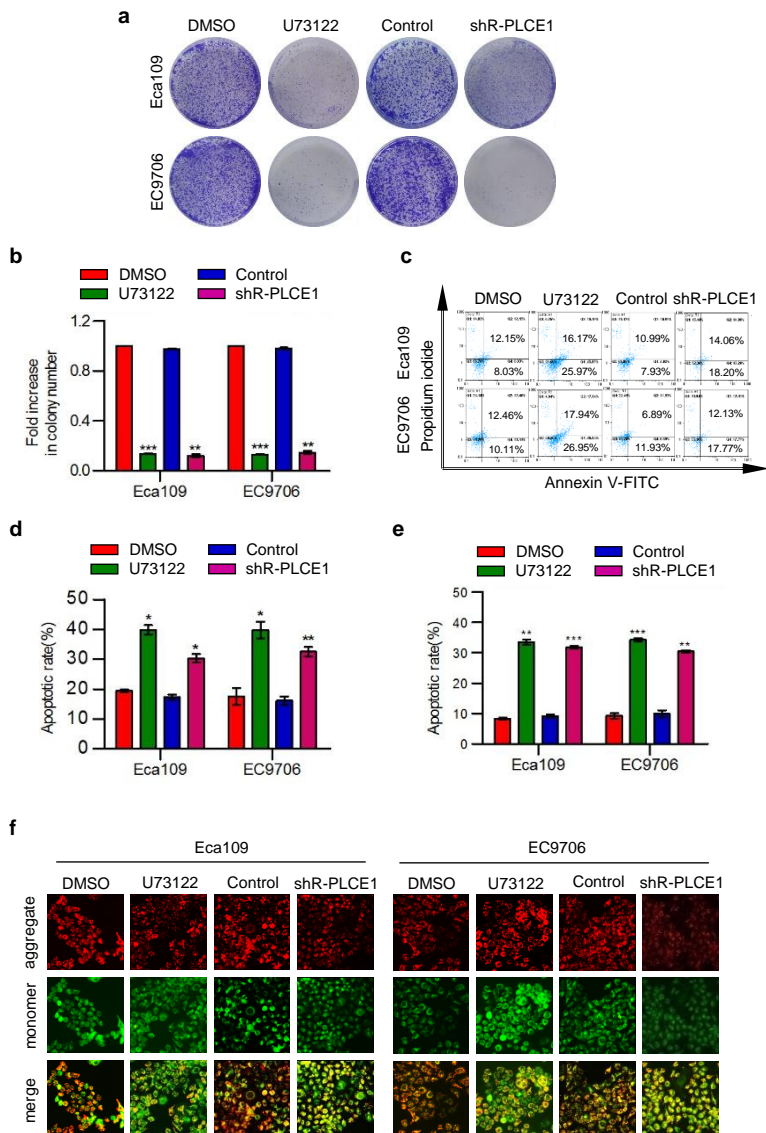 a
DMSO U73122 Control shR-PLCE1
Eca109
EC9706
b
DMSO Control
U73122 shR-PLCE1
Fold increase
in colony number
1.2
0.8
0.4
0.0
*** ** *** **
Eca109 EC9706
c
DMSO U73122 Control shR-PLCE1
Eca109
EC9706
Propidium iodide
12.15% 16.17% 10.99% 14.06%
8.03% 25.97% 7.93% 18.20%
12.46% 17.94% 6.89% 12.13%
10.11% 26.95% 11.93% 17.77%
Annexin V-FITC
d
DMSO Control
U73122 shR-PLCE1
Apoptotic rate(%)
50
40
30
20
10
0
* * * **
Eca109 EC9706
e
DMSO Control
U73122 shR-PLCE1
Apoptotic rate(%)
50
40
30
20
10
0
** *** *** **
Eca109 EC9706
f
Eca109 EC9706
DMSO U73122 Control shR-PLCE1 DMSO U73122 Control shR-PLCE1
aggregate
monomer
merge